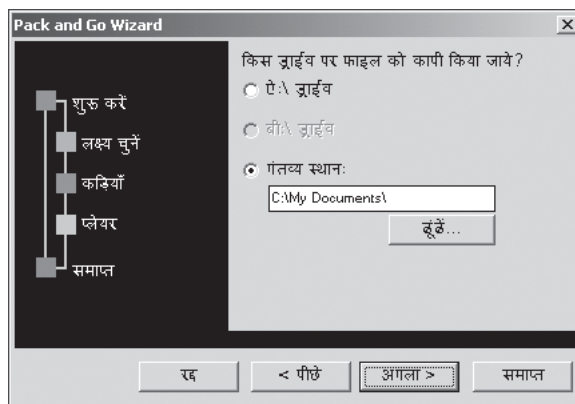 Pack and Go Wizard
शुरू करें
लक्ष्य चुनें
कड़ियाँ
प्लेयर
समाप्त
किस ड्राईव पर फाइल को कापी किया जाये?
ऐ:\ ड्राईव
बी:\ ड्राईव
गंतव्य स्थान:
C:\My Documents\
ढूंढें...
रद्द
< पीछे
अगला >
समाप्त